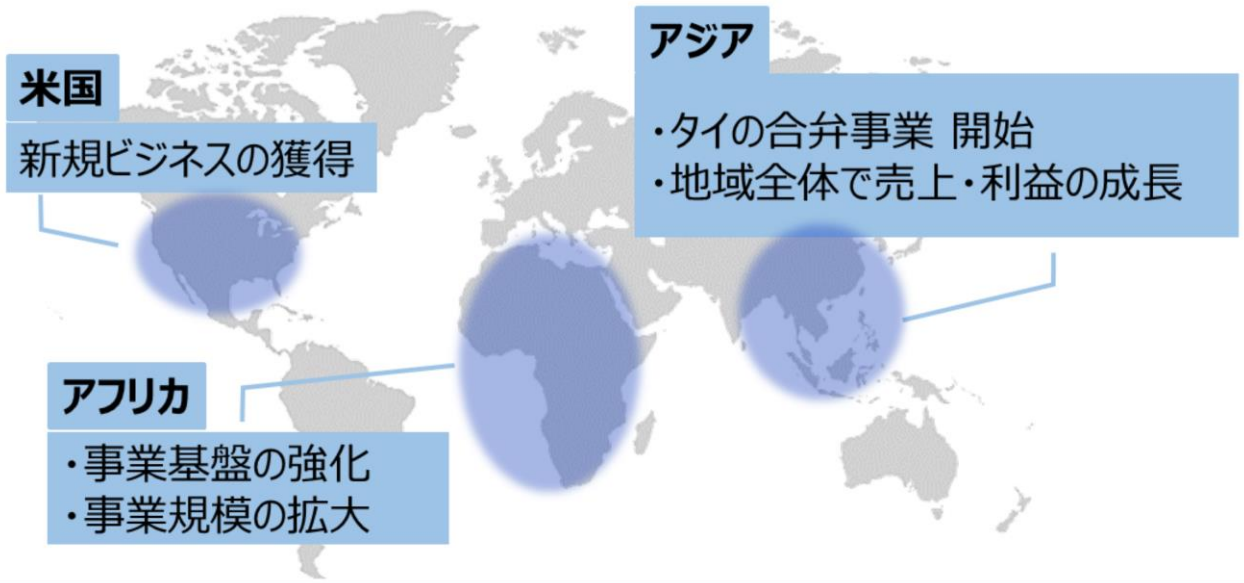 米国
新規ビジネスの獲得
アジア
・タイの合弁事業 開始
・地域全体で売上・利益の成長
アフリカ
・事業基盤の強化
・事業規模の拡大